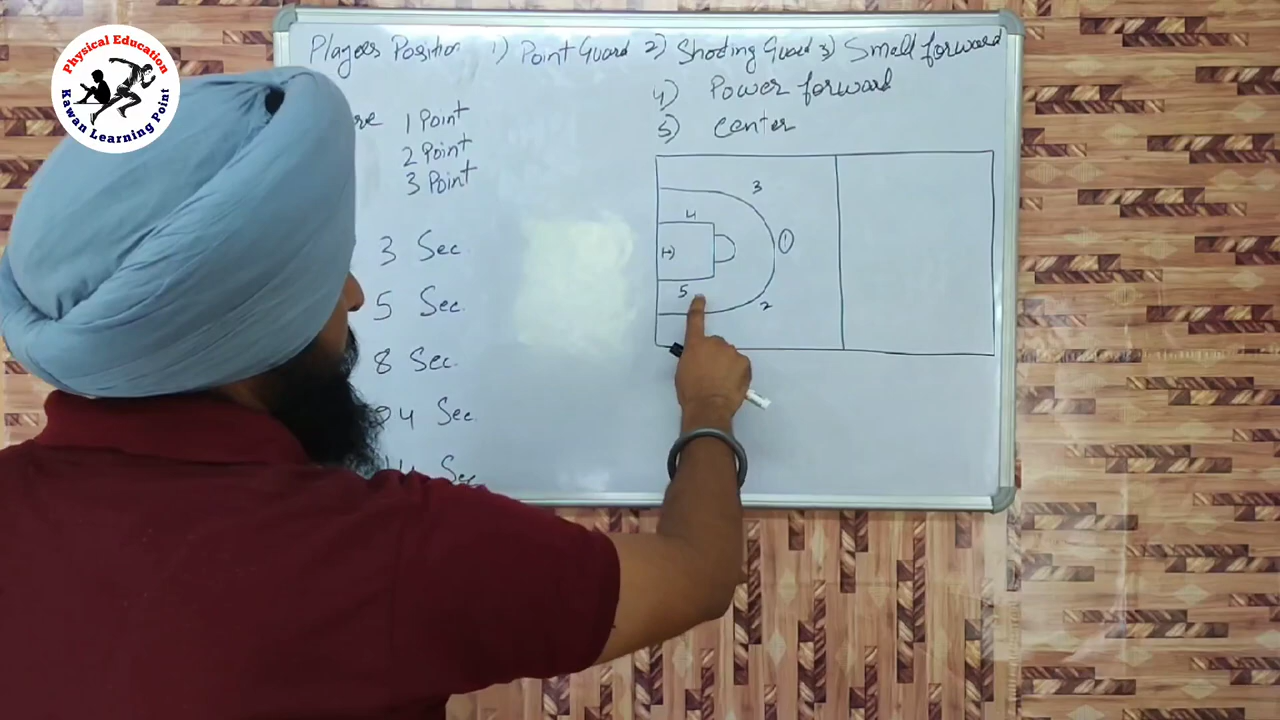 Physical Education
Kawan Learning Point
Players Position 1) Point Guard 2) Shooting Guard 3) Small forward
4) Power forward
5) Center
re 1 Point
2 Point
3 Point
3 Sec.
5 Sec.
8 Sec.
4 Sec.
Sec
3
4
1
5
2